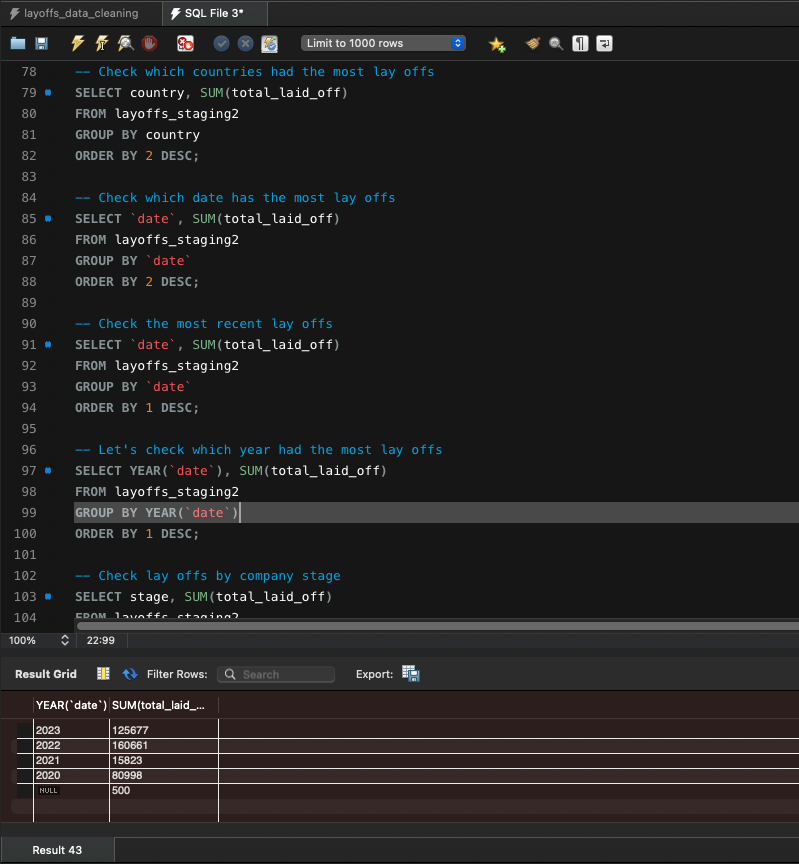 layoffs_data_cleaning SQL File 3*
Limit to 1000 rows
78 -- Check which countries had the most lay offs
79 SELECT country, SUM(total_laid_off)
80 FROM layoffs_staging2
81 GROUP BY country
82 ORDER BY 2 DESC;
83
84 -- Check which date has the most lay offs
85 SELECT `date`, SUM(total_laid_off)
86 FROM layoffs_staging2
87 GROUP BY `date`
88 ORDER BY 2 DESC;
89
90 -- Check the most recent lay offs
91 SELECT `date`, SUM(total_laid_off)
92 FROM layoffs_staging2
93 GROUP BY `date`
94 ORDER BY 1 DESC;
95
96 -- Let's check which year had the most lay offs
97 SELECT YEAR(`date`), SUM(total_laid_off)
98 FROM layoffs_staging2
99 GROUP BY YEAR(`date`)
100 ORDER BY 1 DESC;
101
102 -- Check lay offs by company stage
103 SELECT stage, SUM(total_laid_off)
104 FROM layoffs_staging2
100% 22:99
Result Grid Filter Rows: Search Export:
YEAR(`date`) SUM(total_laid_...
2023 125677
2022 160661
2021 15823
2020 80998
NULL 500
Result 43